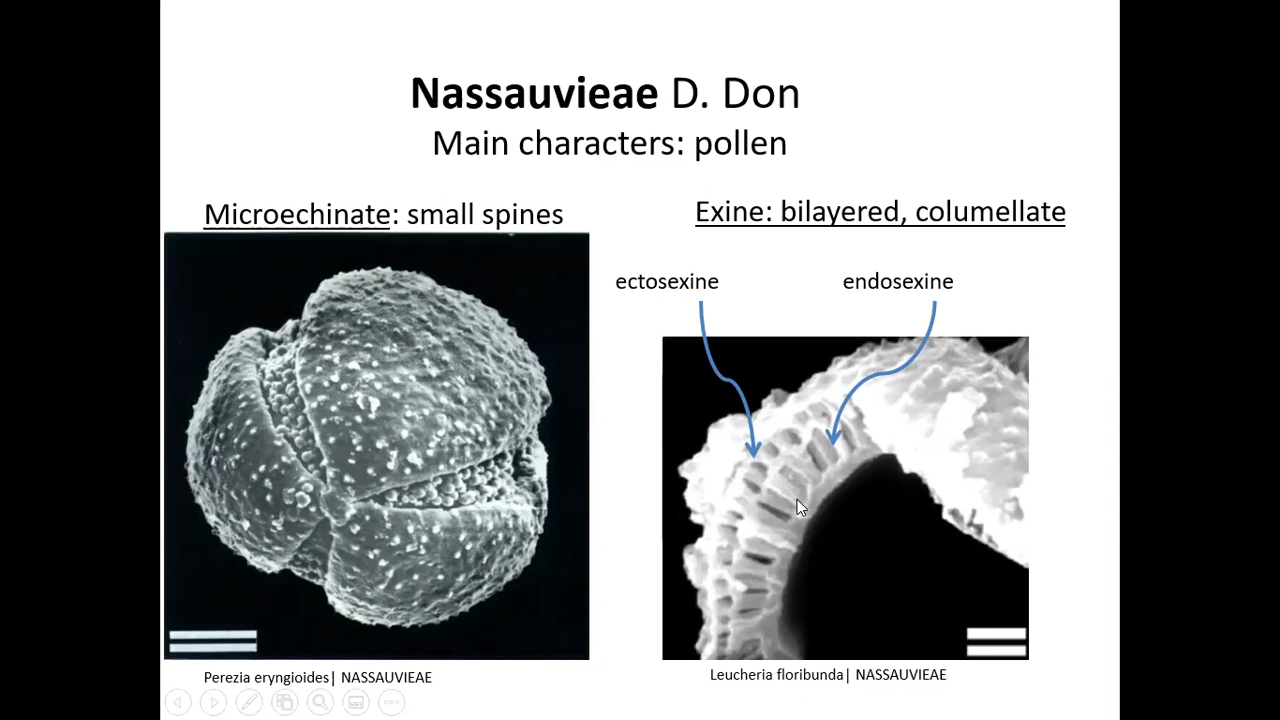 Nassauvieae D. Don
Main characters: pollen
Microechinate: small spines
Exine: bilayered, columellate
ectosexine
endosexine
Perezia eryngioides| NASSAUVIEAE
Leucheria floribunda| NASSAUVIEAE